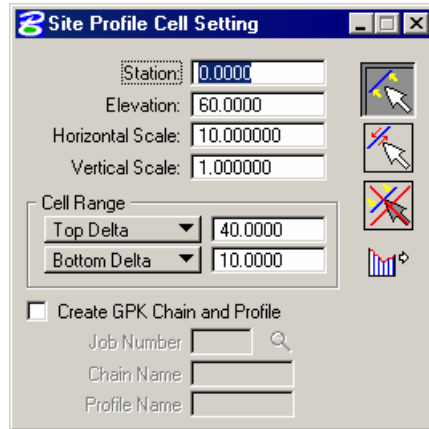 Site Profile Cell Setting
Station: 0.0000
Elevation: 60.0000
Horizontal Scale: 10.000000
Vertical Scale: 1.000000
Cell Range
Top Delta 40.0000
Bottom Delta 10.0000
Create GPK Chain and Profile
Job Number
Chain Name
Profile Name